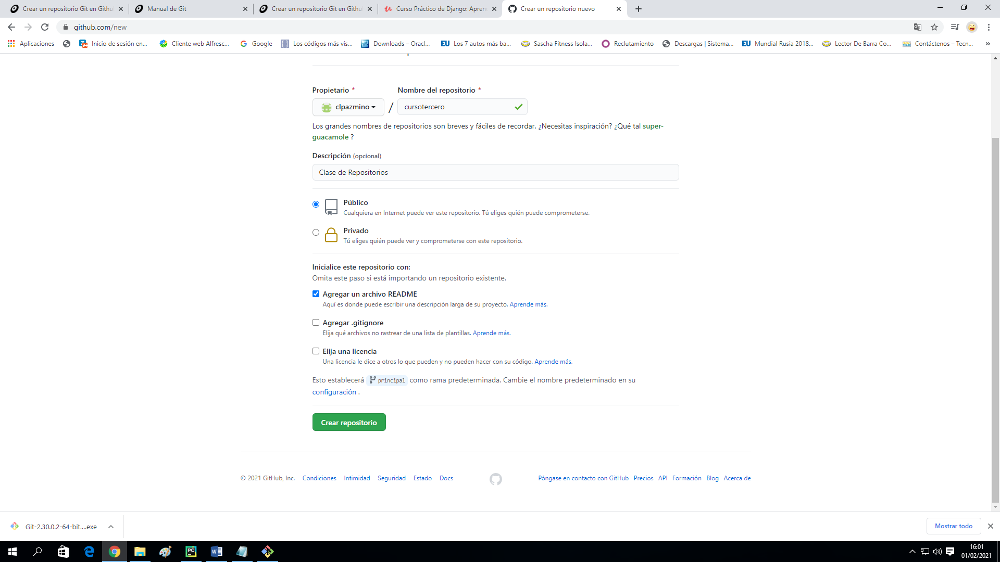 Crear un repositorio Git en Githu
Manual de Git
Crear un repositorio Git en Githu
Curso Práctico de Django: Apren
Crear un repositorio nuevo
github.com/new
Aplicaciones
Inicio de sesión en...
Cliente web Alfresc...
Google
Los códigos más vis...
Downloads – Oracl...
EU Los 7 autos más ba...
Sascha Fitness Isola...
Reclutamiento
Descargas | Sistema...
EU Mundial Rusia 2018...
Lector De Barra Co...
Contáctenos – Tecn...
»
Propietario *
Nombre del repositorio *
clpazmino
/
cursotercero
Los grandes nombres de repositorios son breves y fáciles de recordar. ¿Necesitas inspiración? ¿Qué tal super-
guacamole ?
Descripción (opcional)
Clase de Repositorios
Público
Cualquiera en Internet puede ver este repositorio. Tú eliges quién puede comprometerse.
Privado
Tú eliges quién puede ver y comprometerse con este repositorio.
Inicialice este repositorio con:
Omita este paso si está importando un repositorio existente.
Agregar un archivo README
Aquí es donde puede escribir una descripción larga de su proyecto. Aprende más.
Agregar .gitignore
Elija qué archivos no rastrear de una lista de plantillas. Aprende más.
Elija una licencia
Una licencia le dice a otros lo que pueden y no pueden hacer con su código. Aprende más.
Esto establecerá principal como rama predeterminada. Cambie el nombre predeterminado en su
configuración .
Crear repositorio
© 2021 GitHub, Inc. Condiciones Intimidad Seguridad Estado Docs
Póngase en contacto con GitHub Precios API Formación Blog Acerca de
Git-2.30.0.2-64-bit....exe
Mostrar todo
16:01
01/02/2021